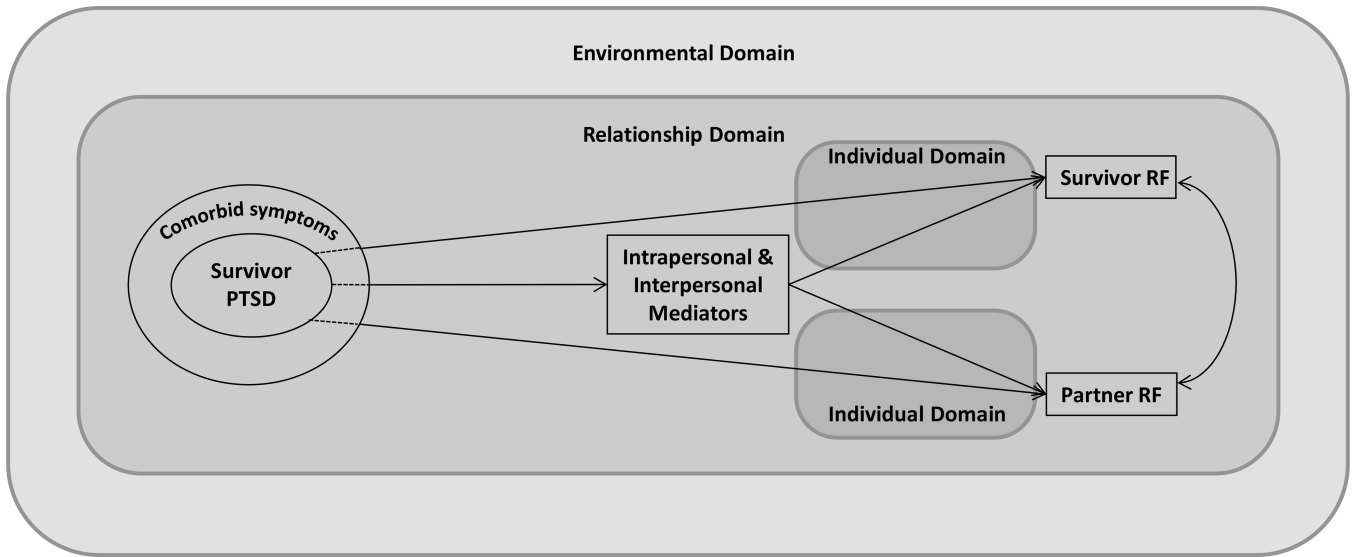 Environmental Domain
Relationship Domain
Individual Domain
Survivor RF
Comorbid symptoms
Survivor
PTSD
Intrapersonal &
Interpersonal
Mediators
Partner RF
Individual Domain